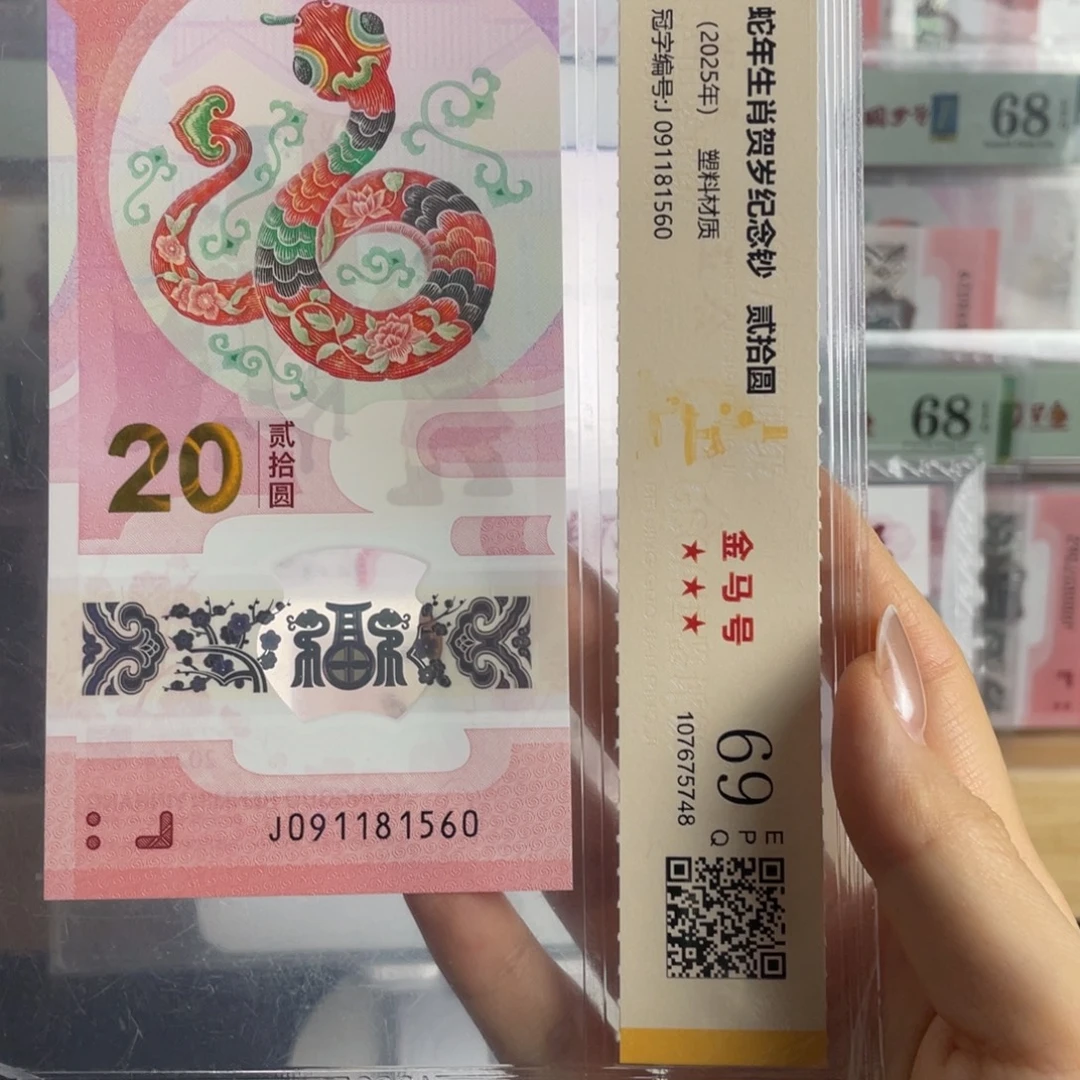 20
贰拾圆
J091181560
蛇年生肖贺岁纪念钞 贰拾圆
(2025年) 塑料材质
冠字编号:J 091181560
金马号
★★★
69
E
P
Q
107675748
68
68